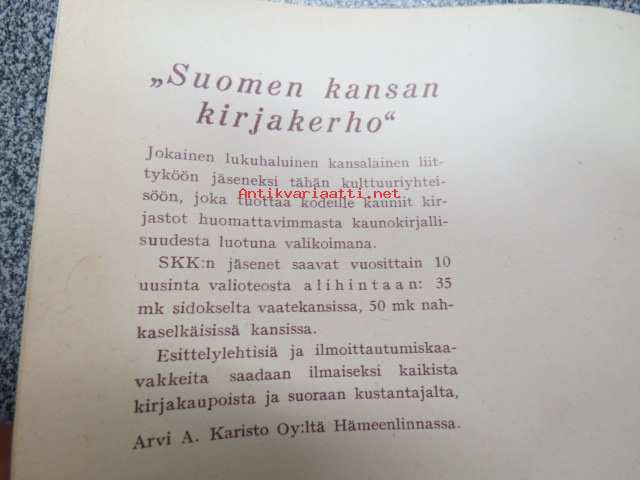 „Suomen kansan
kirjakerho“
Jokainen lukuhaluinen kansalainen liit-
tyköön jäseneksi tähän kulttuuriyhtei-
Antikvariaatti.net
söön, joka tuottaa kodeille kauniit kir-
jastot huomattavimmasta kaunokirjalli-
suudesta luotuna valikoimana.
SKK:n jäsenet saavat vuosittain 10
uusinta valioteosta alihintaan: 35
mk sidokselta vaatekansissa, 50 mk nah-
kaselkäisissä kansissa.
Esittelylehtisiä ja ilmoittautumiskaa-
vakkeita saadaan ilmaiseksi kaikista
kirjakaupoista ja suoraan kustantajalta,
Arvi A. Karisto Oy:ltä Hämeenlinnassa.